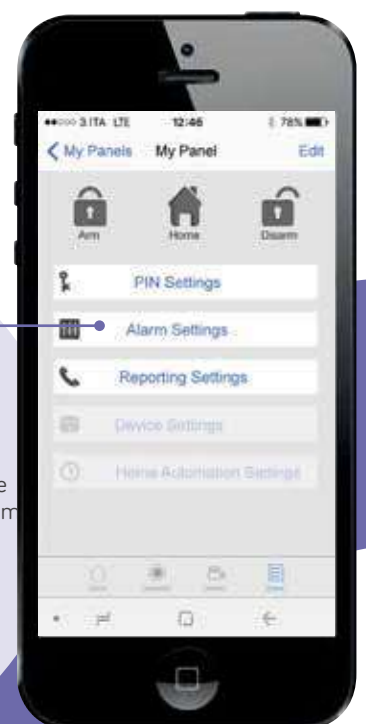 3 ITA LTE 12:46 78%
My Panels My Panel Edit
Arm Home Disarm
PIN Settings
Alarm Settings
Reporting Settings
Device Settings
Home Automation Settings
e
m